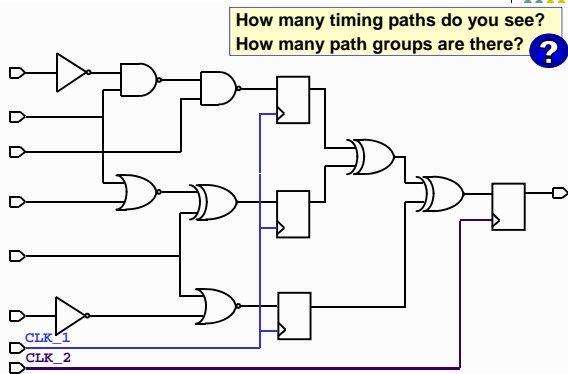 How many timing paths do you see?
How many path groups are there?
?
CLK_1
CLK_2